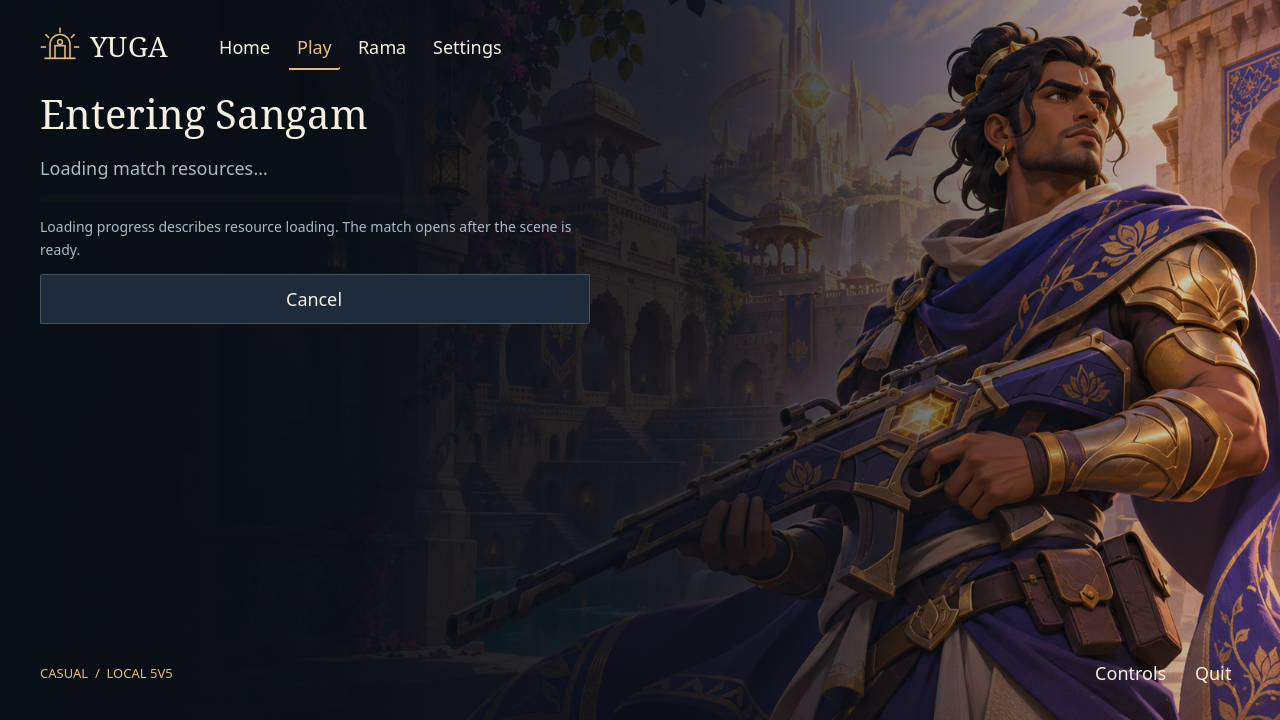 YUGA
Home
Play
Rama
Settings
Entering Sangam
Loading match resources...
Loading progress describes resource loading. The match opens after the scene is
ready.
Cancel
CASUAL / LOCAL 5V5
Controls
Quit